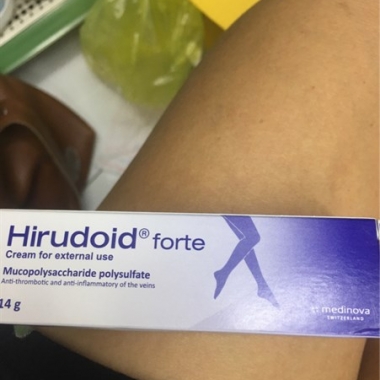 Hirudoid® forte
Cream for external use
Mucopolysaccharide polysulfate
Anti-thrombotic and anti-inflammatory of the veins
14 g
medinova
SWITZERLAND